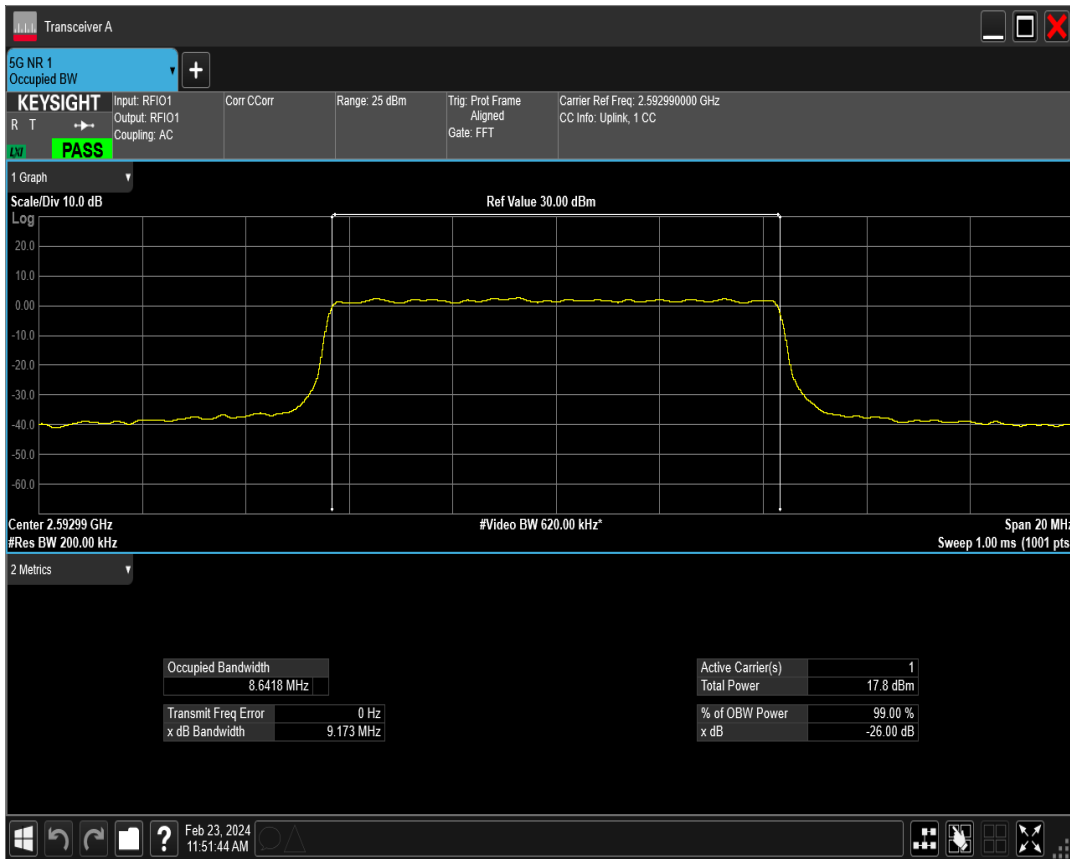 Transceiver A
5G NR 1
Occupied BW
+
KEYSIGHT
R T
LXI
PASS
Input: RFIO1
Output: RFIO1
Coupling: AC
Corr CCorr
Range: 25 dBm
Trig: Prot Frame
Aligned
Gate: FFT
Carrier Ref Freq: 2.592990000 GHz
CC Info: Uplink, 1 CC
1 Graph
Scale/Div 10.0 dB
Ref Value 30.00 dBm
Log
20.0
10.0
0.00
-10.0
-20.0
-30.0
-40.0
-50.0
-60.0
Center 2.59299 GHz
#Video BW 620.00 kHz*
Span 20 MHz
#Res BW 200.00 kHz
Sweep 1.00 ms (1001 pts
2 Metrics
Occupied Bandwidth
8.6418 MHz
Transmit Freq Error 0 Hz
x dB Bandwidth 9.173 MHz
Active Carrier(s) 1
Total Power 17.8 dBm
% of OBW Power 99.00 %
x dB -26.00 dB
?
Feb 23, 2024
11:51:44 AM